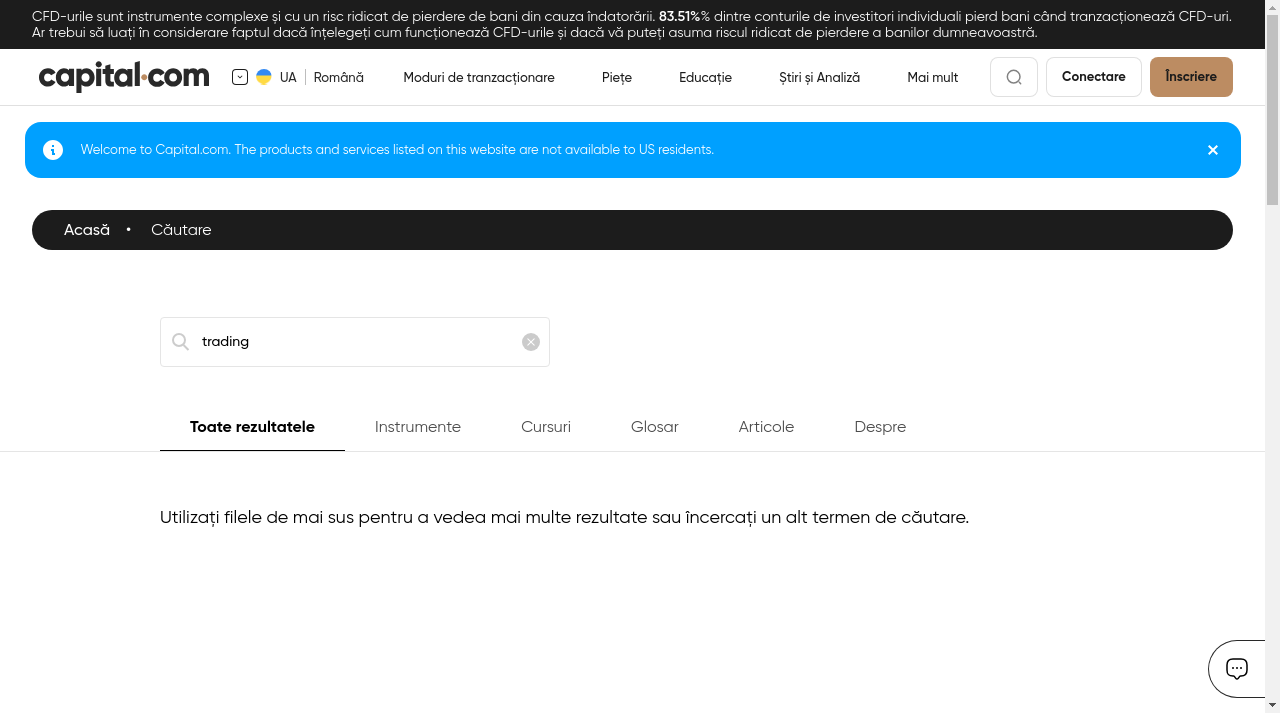 CFD-urile sunt instrumente complexe și cu un risc ridicat de pierdere de bani din cauza îndatorării. 83.51%% dintre conturile de investitori individuali pierd bani când tranzacționează CFD-uri.
Ar trebui să luați în considerare faptul dacă înțelegeți cum funcționează CFD-urile și dacă vă puteți asuma riscul ridicat de pierdere a banilor dumneavoastră.
capital.com UA Română Moduri de tranzacționare Piețe Educație Știri și Analiză Mai mult Conectare Înscriere
Welcome to Capital.com. The products and services listed on this website are not available to US residents.
Acasă • Căutare
trading
Toate rezultatele Instrumente Cursuri Glosar Articole Despre
Utilizați filele de mai sus pentru a vedea mai multe rezultate sau încercați un alt termen de căutare.